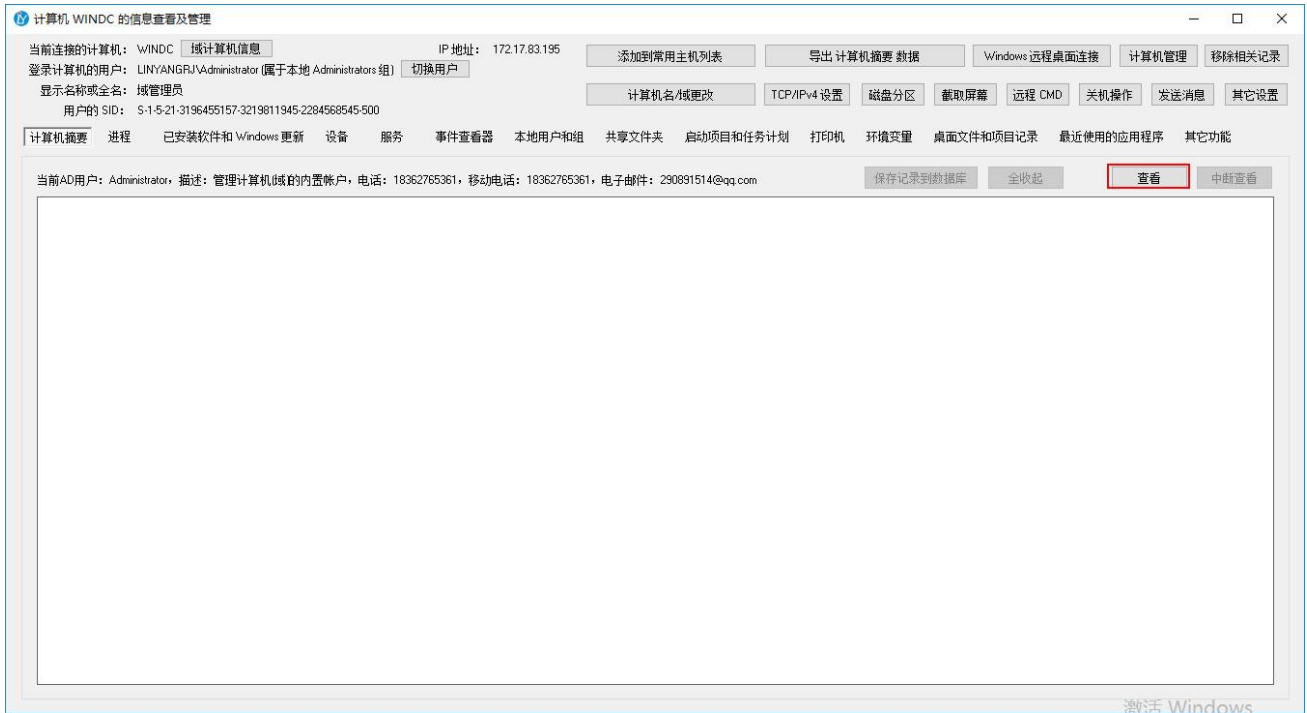 计算机 WINDC 的信息查看及管理
当前连接的计算机： WINDC 域计算机信息 IP 地址： 172.17.83.195 添加到常用主机列表 导出 计算机摘要 数据 Windows 远程桌面连接 计算机管理 移除相关记录
登录计算机的用户： LINYANGRJ\Administrator (属于本地 Administrators 组) 切换用户
显示名称或全名： 域管理员 计算机名/域更改 TCP/IPv4 设置 磁盘分区 截取屏幕 远程 CMD 关机操作 发送消息 其它设置
用户的 SID： S-1-5-21-3196455157-3219811945-2284568545-500
计算机摘要 进程 已安装软件和 Windows 更新 设备 服务 事件查看器 本地用户和组 共享文件夹 启动项目和任务计划 打印机 环境变量 桌面文件和项目记录 最近使用的应用程序 其它功能
当前AD用户： Administrator，描述：管理计算机(域)的内置帐户，电话：18362765361，移动电话：18362765361，电子邮件：290891514@qq.com 保存记录到数据库 全收起 查看 中断查看
激活 Windows